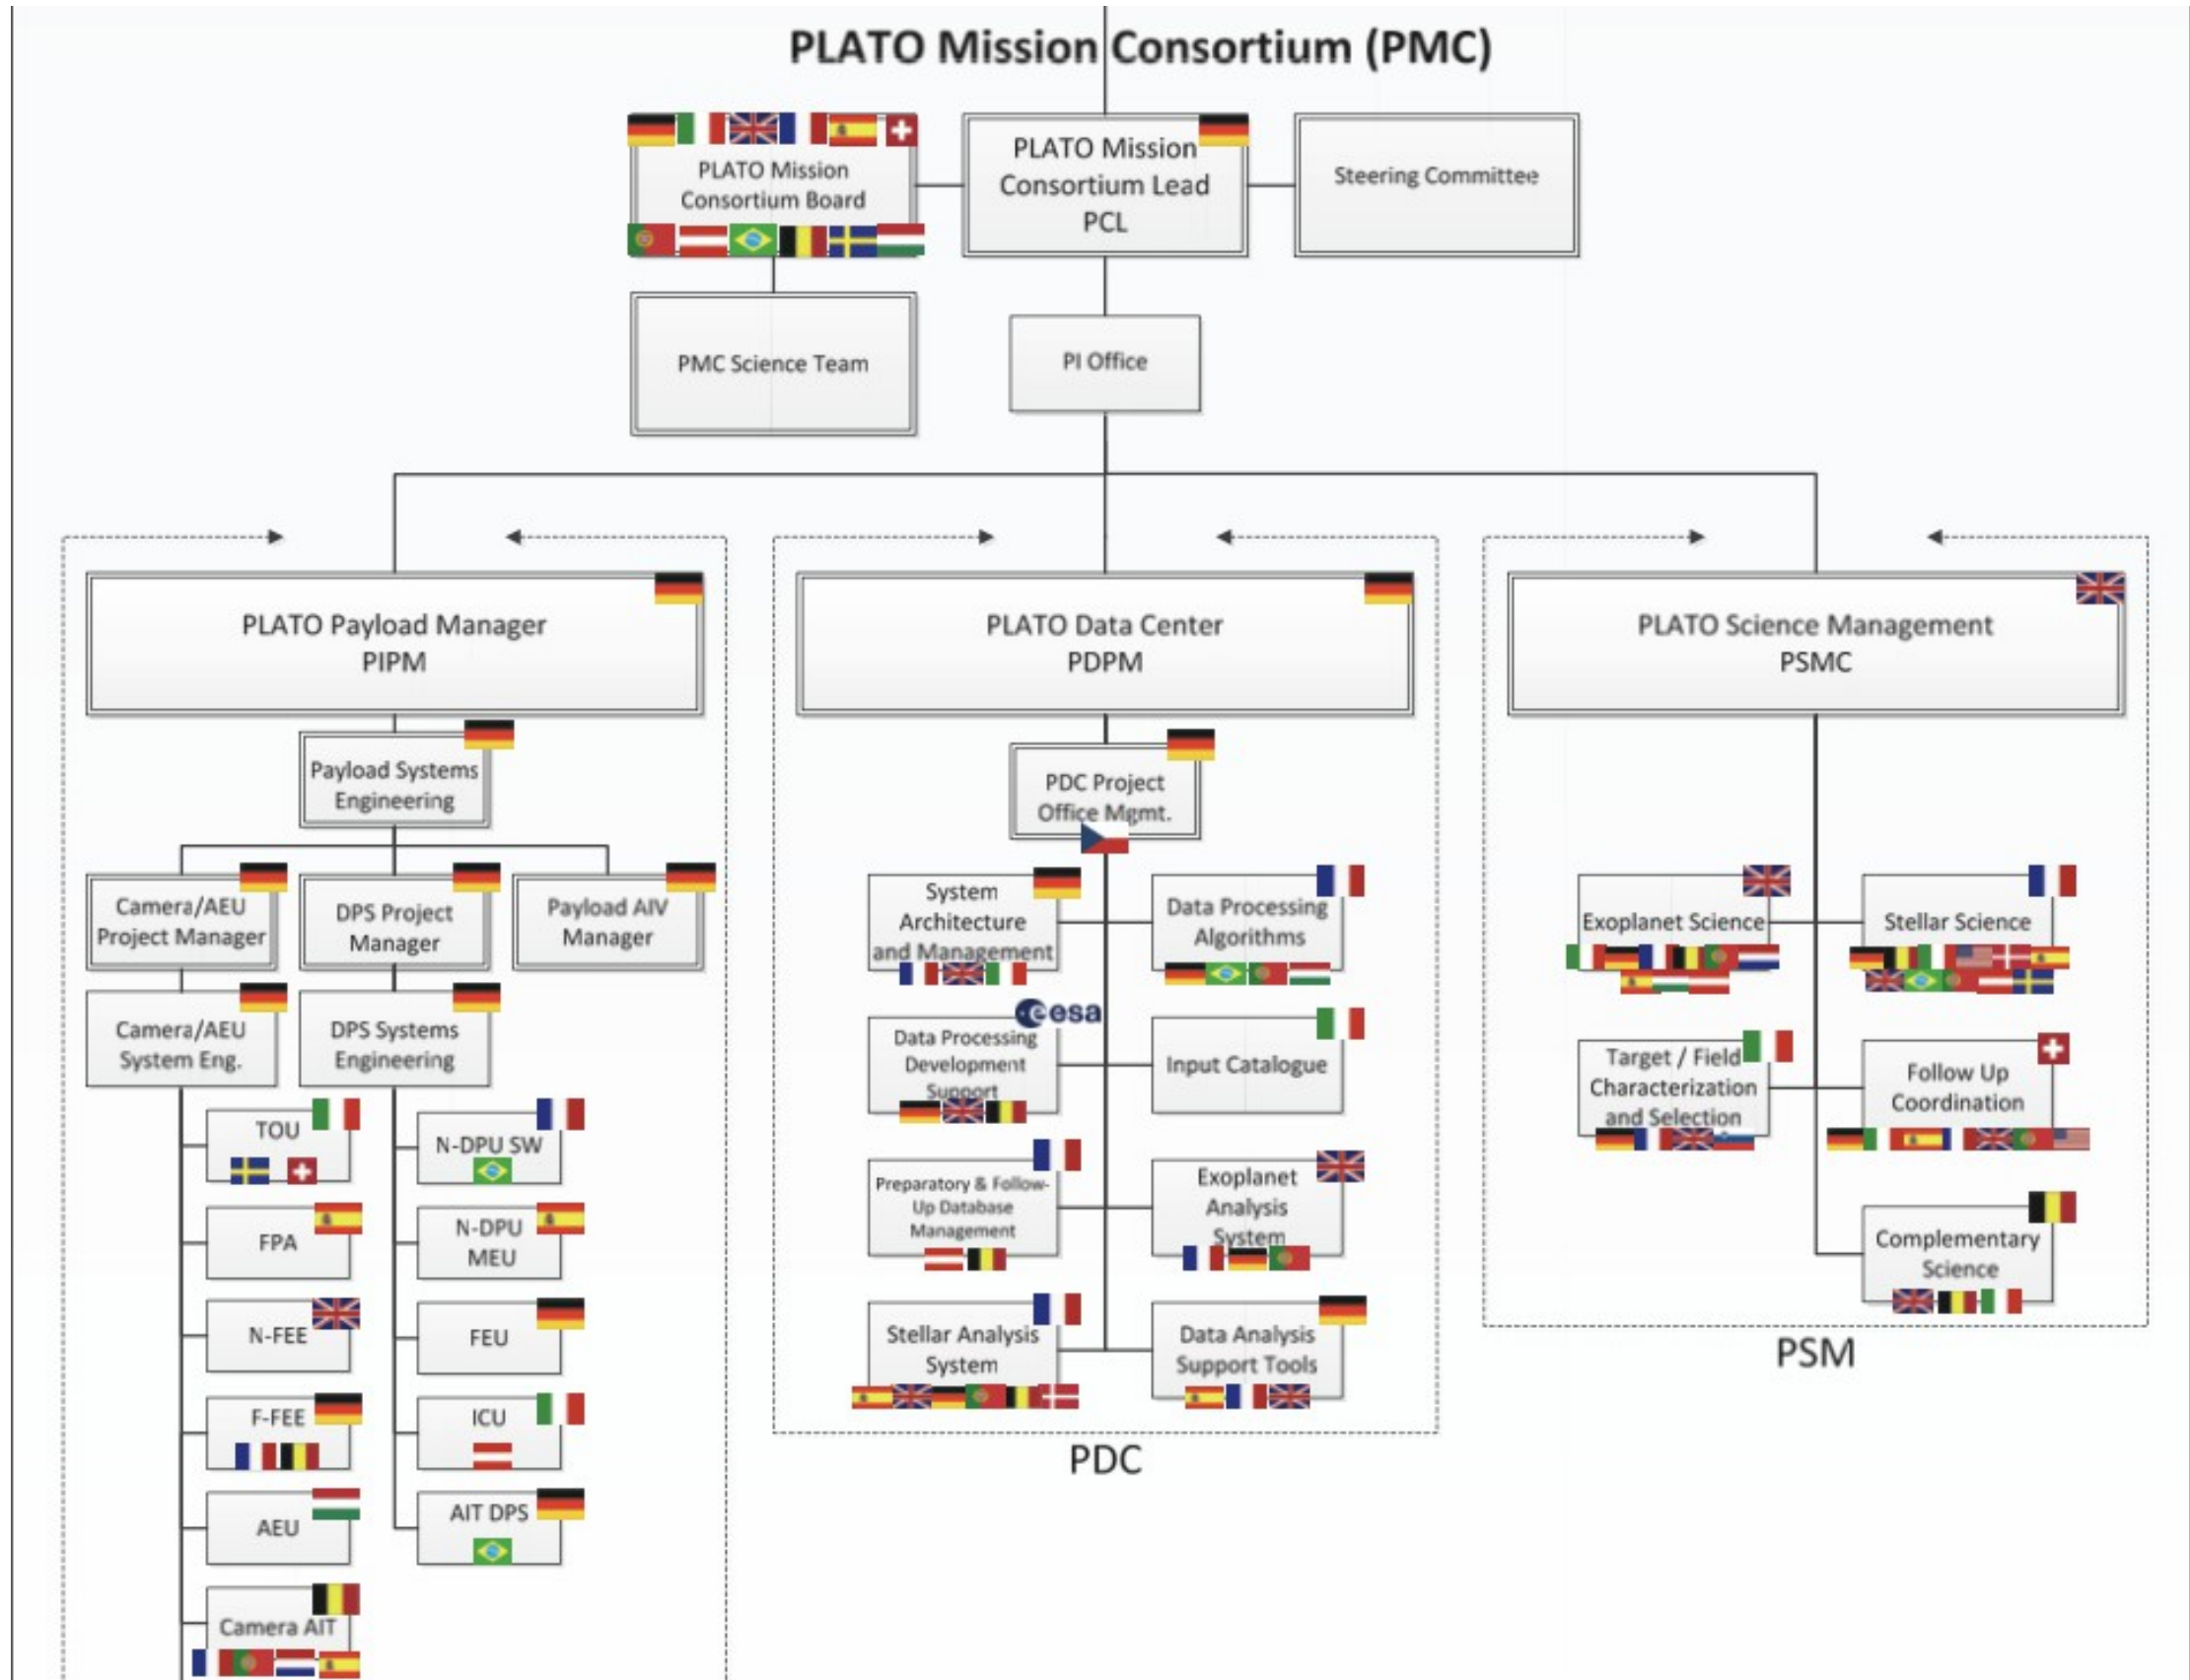 PLATO Mission Consortium (PMC)
PLATO Mission
Consortium Board
PLATO Mission
Consortium Lead
PCL
Steering Committee
PMC Science Team
PI Office
PLATO Payload Manager
PIPM
PLATO Data Center
PDPM
PLATO Science Management
PSMC
Payload Systems
Engineering
Camera/AEU
Project Manager
DPS Project
Manager
Payload AIV
Manager
Camera/AEU
System Eng.
DPS Systems
Engineering
TOU
FPA
N-FEE
F-FEE
AEU
Camera AIT
N-DPU SW
N-DPU
MEU
FEU
ICU
AIT DPS
PDC Project
Office Mgmt.
System
Architecture
and Management
Data Processing
Algorithms
esa
Data Processing
Development
Support
Input Catalogue
Preparatory & Follow-
Up Database
Management
Exoplanet
Analysis
System
Stellar Analysis
System
Data Analysis
Support Tools
PDC
Exoplanet Science
Stellar Science
Target / Field
Characterization
and Selection
Follow Up
Coordination
Complementary
Science
PSM